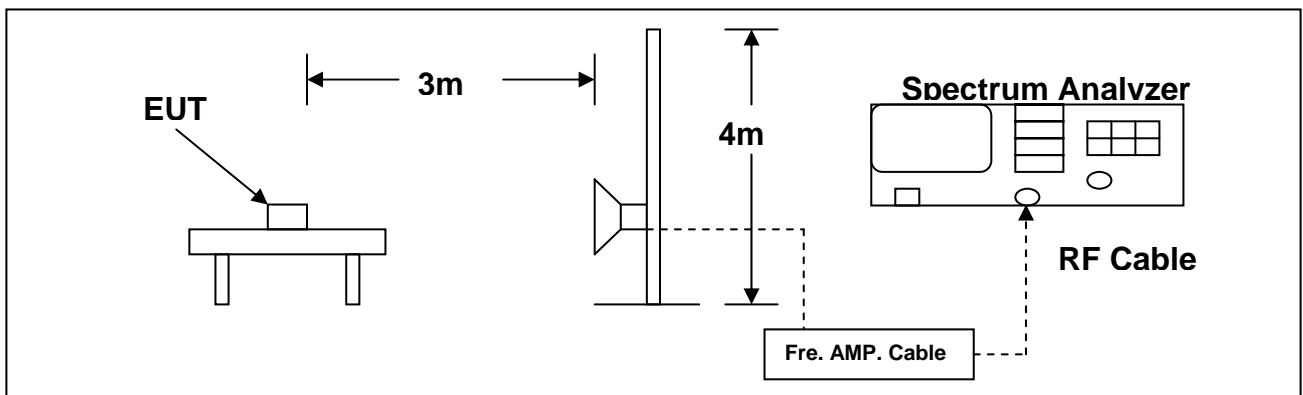 3m
Spectrum Analyzer
EUT
4m
RF Cable
Fre. AMP. Cable